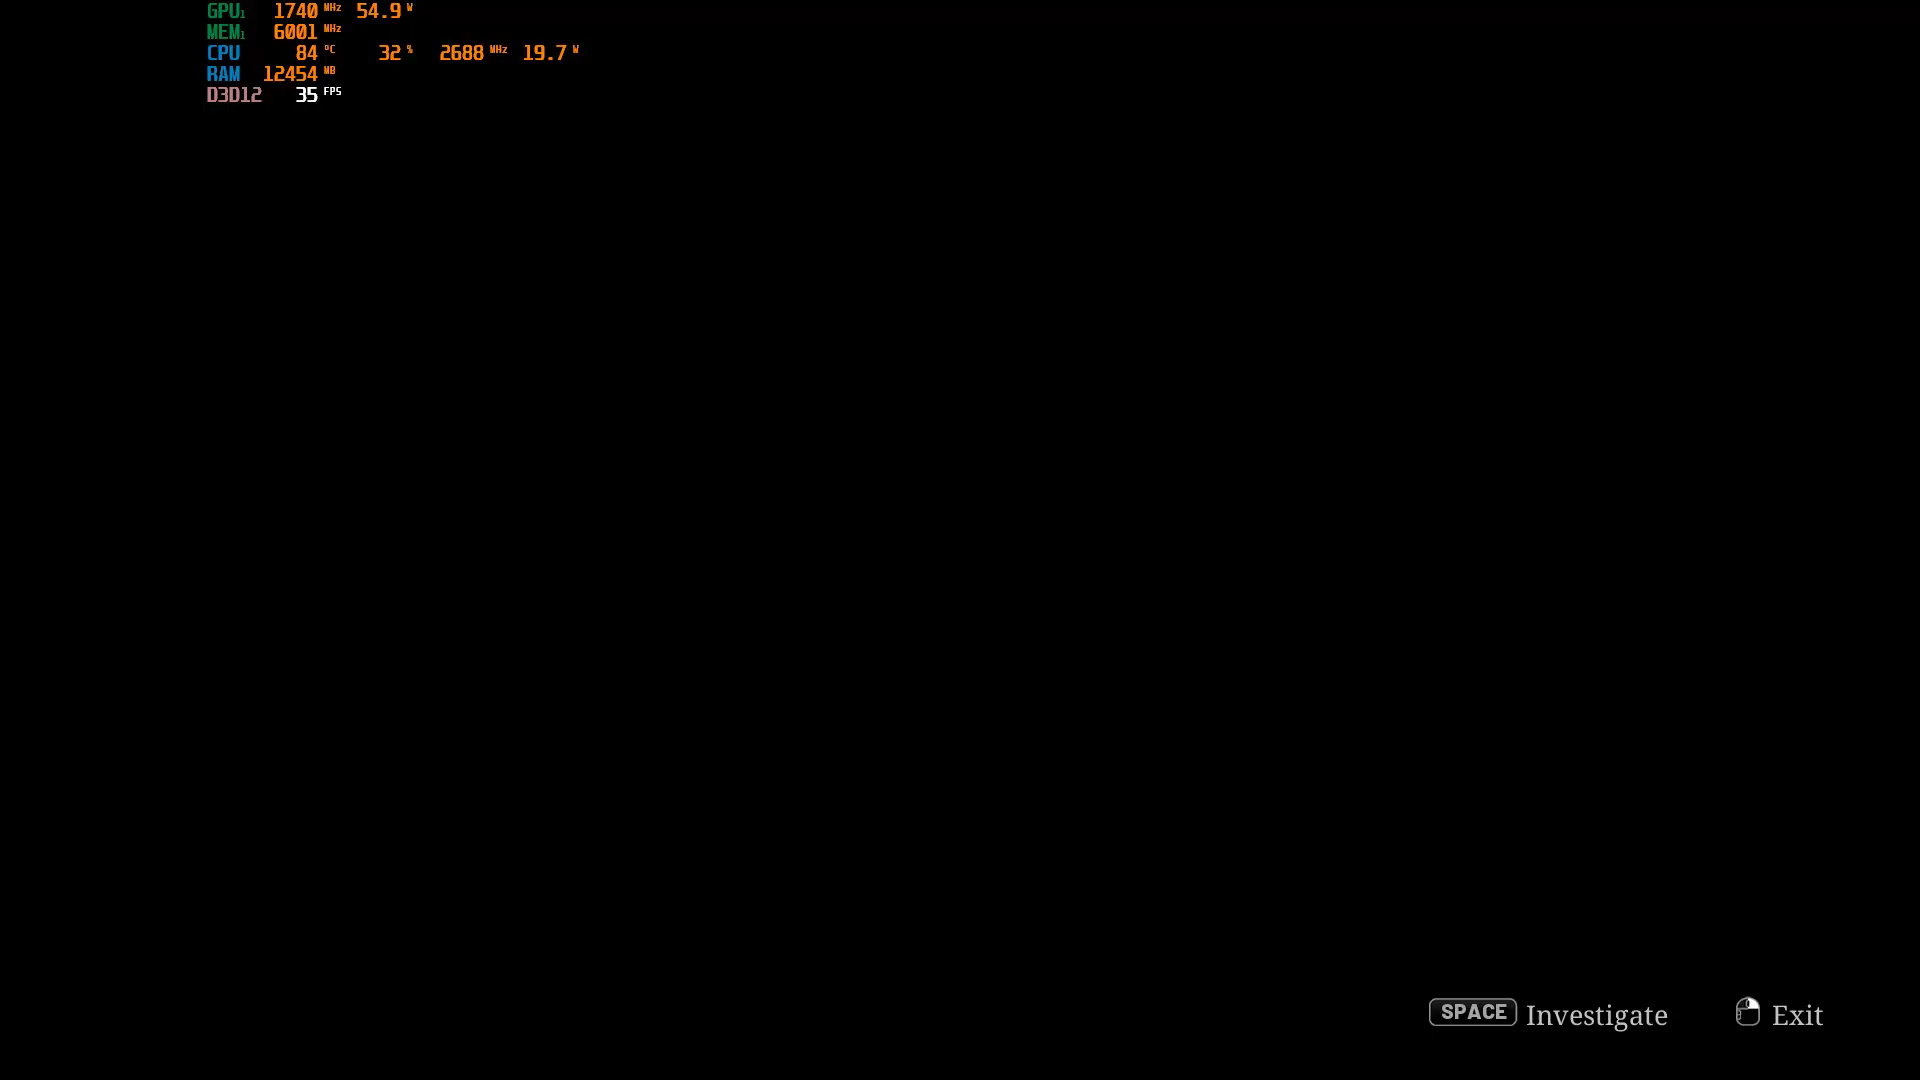 GPU1 1740 MHz 54.9 W
MEM1 6001 MHz
CPU 84 °C 32 % 2688 MHz 19.7 W
RAM 12454 MB
D3D12 35 FPS
SPACE Investigate Exit